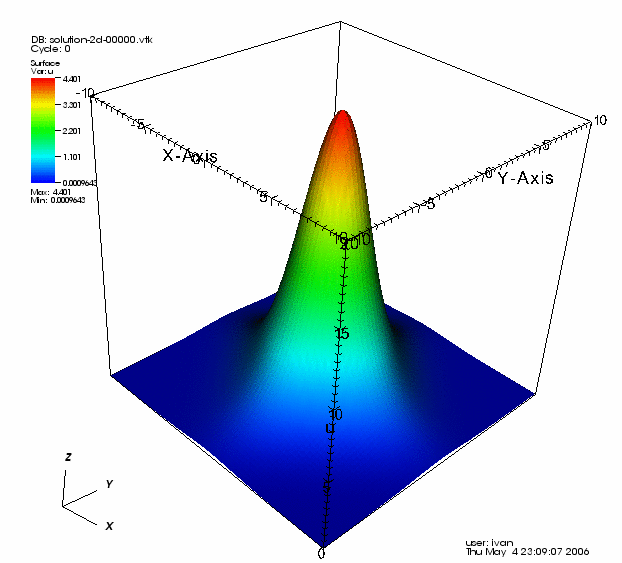 DB: solution-2d-00000.vtk
Cycle: 0
Surface
Var: u
4.401
3.301
2.201
1.101
0.0009643
Max: 4.401
Min: 0.0009643
-10
-5
X-Axis
0
5
10
10
5
0
Y-Axis
-5
-10
20
15
10
u
5
0
Z
Y
X
user: ivan
Thu May 4 23:09:07 2006